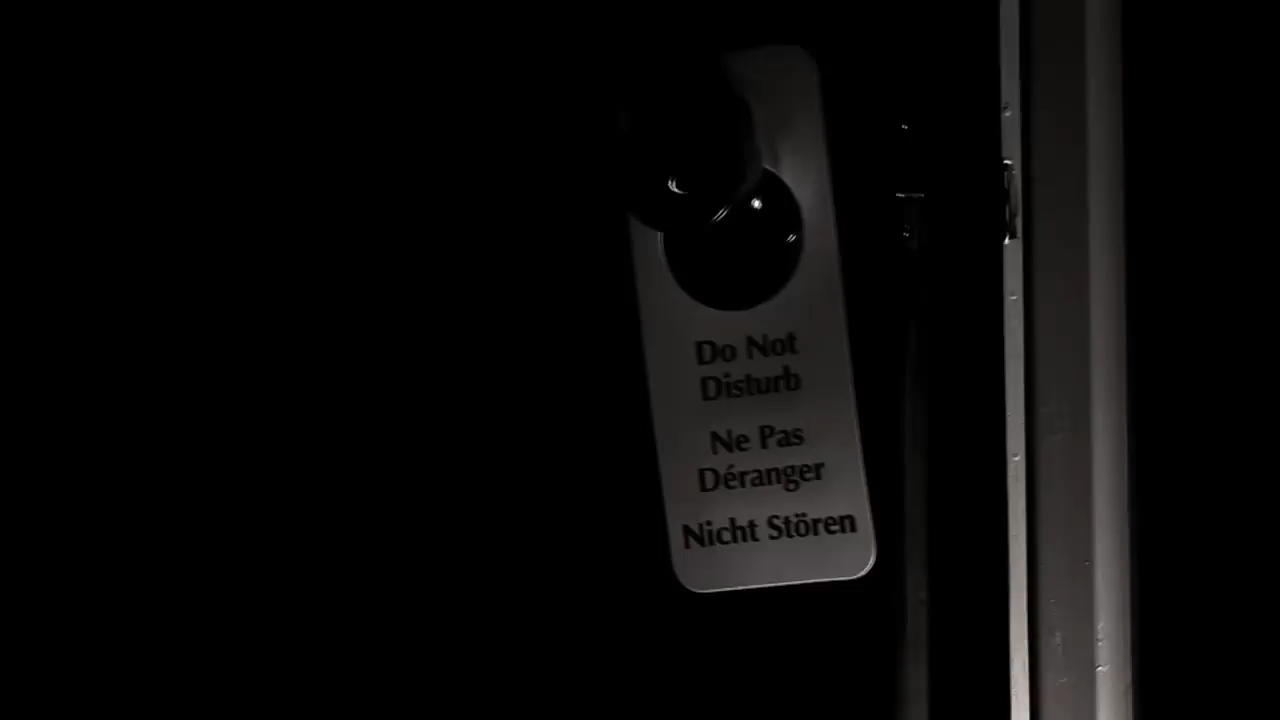 Do Not
Disturb
Ne Pas
Déranger
Nicht Stören